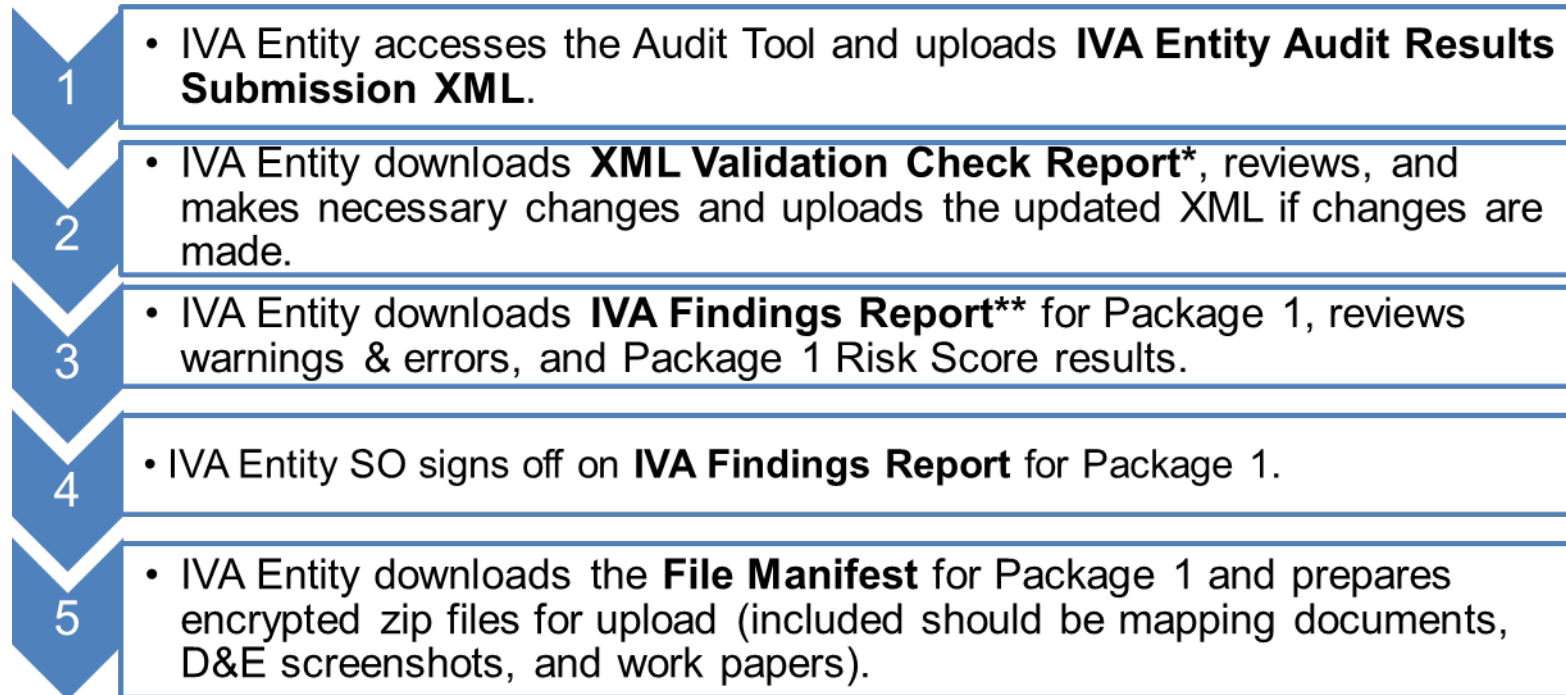 1
• IVA Entity accesses the Audit Tool and uploads IVA Entity Audit Results
Submission XML.
2
• IVA Entity downloads XML Validation Check Report*, reviews, and
makes necessary changes and uploads the updated XML if changes are
made.
3
• IVA Entity downloads IVA Findings Report** for Package 1, reviews
warnings & errors, and Package 1 Risk Score results.
4
• IVA Entity SO signs off on IVA Findings Report for Package 1.
5
• IVA Entity downloads the File Manifest for Package 1 and prepares
encrypted zip files for upload (included should be mapping documents,
D&E screenshots, and work papers).